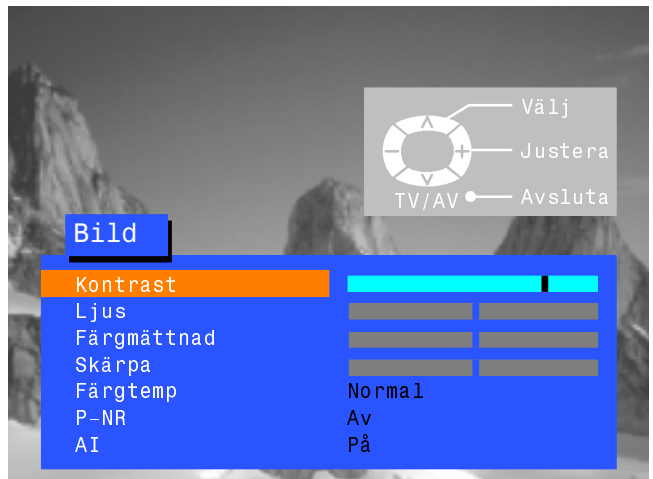 Välj
Justera
TV/AV Avsluta
Bild
Kontrast
Ljus
Färgmättnad
Skärpa
Färgtemp Normal
P-NR Av
AI På